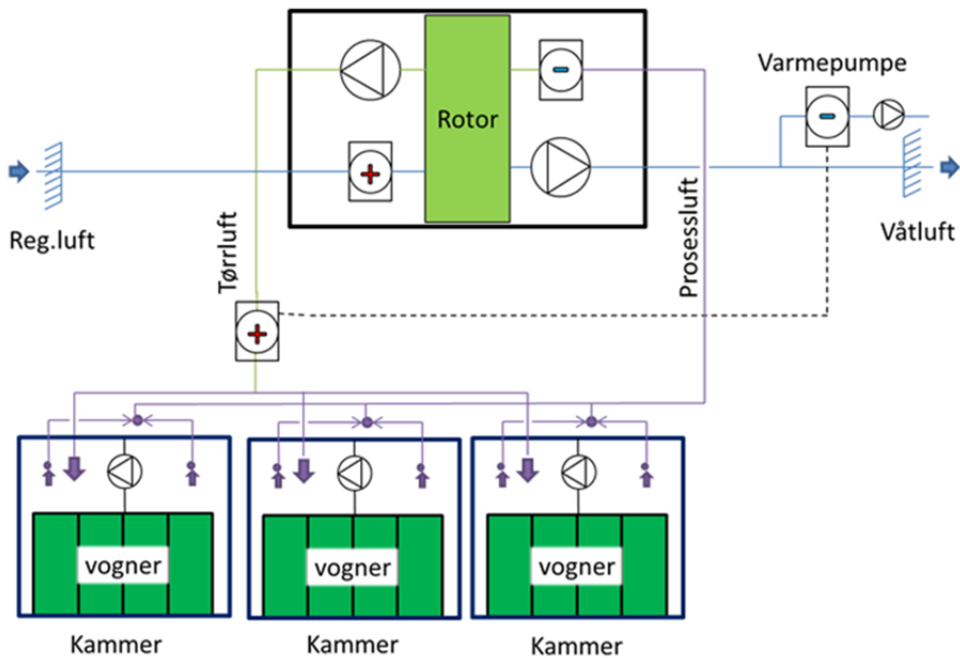 Varmepumpe
Rotor
Reg.luft
Tørrluft
Prosessluft
Våtluft
vogner
vogner
vogner
Kammer
Kammer
Kammer